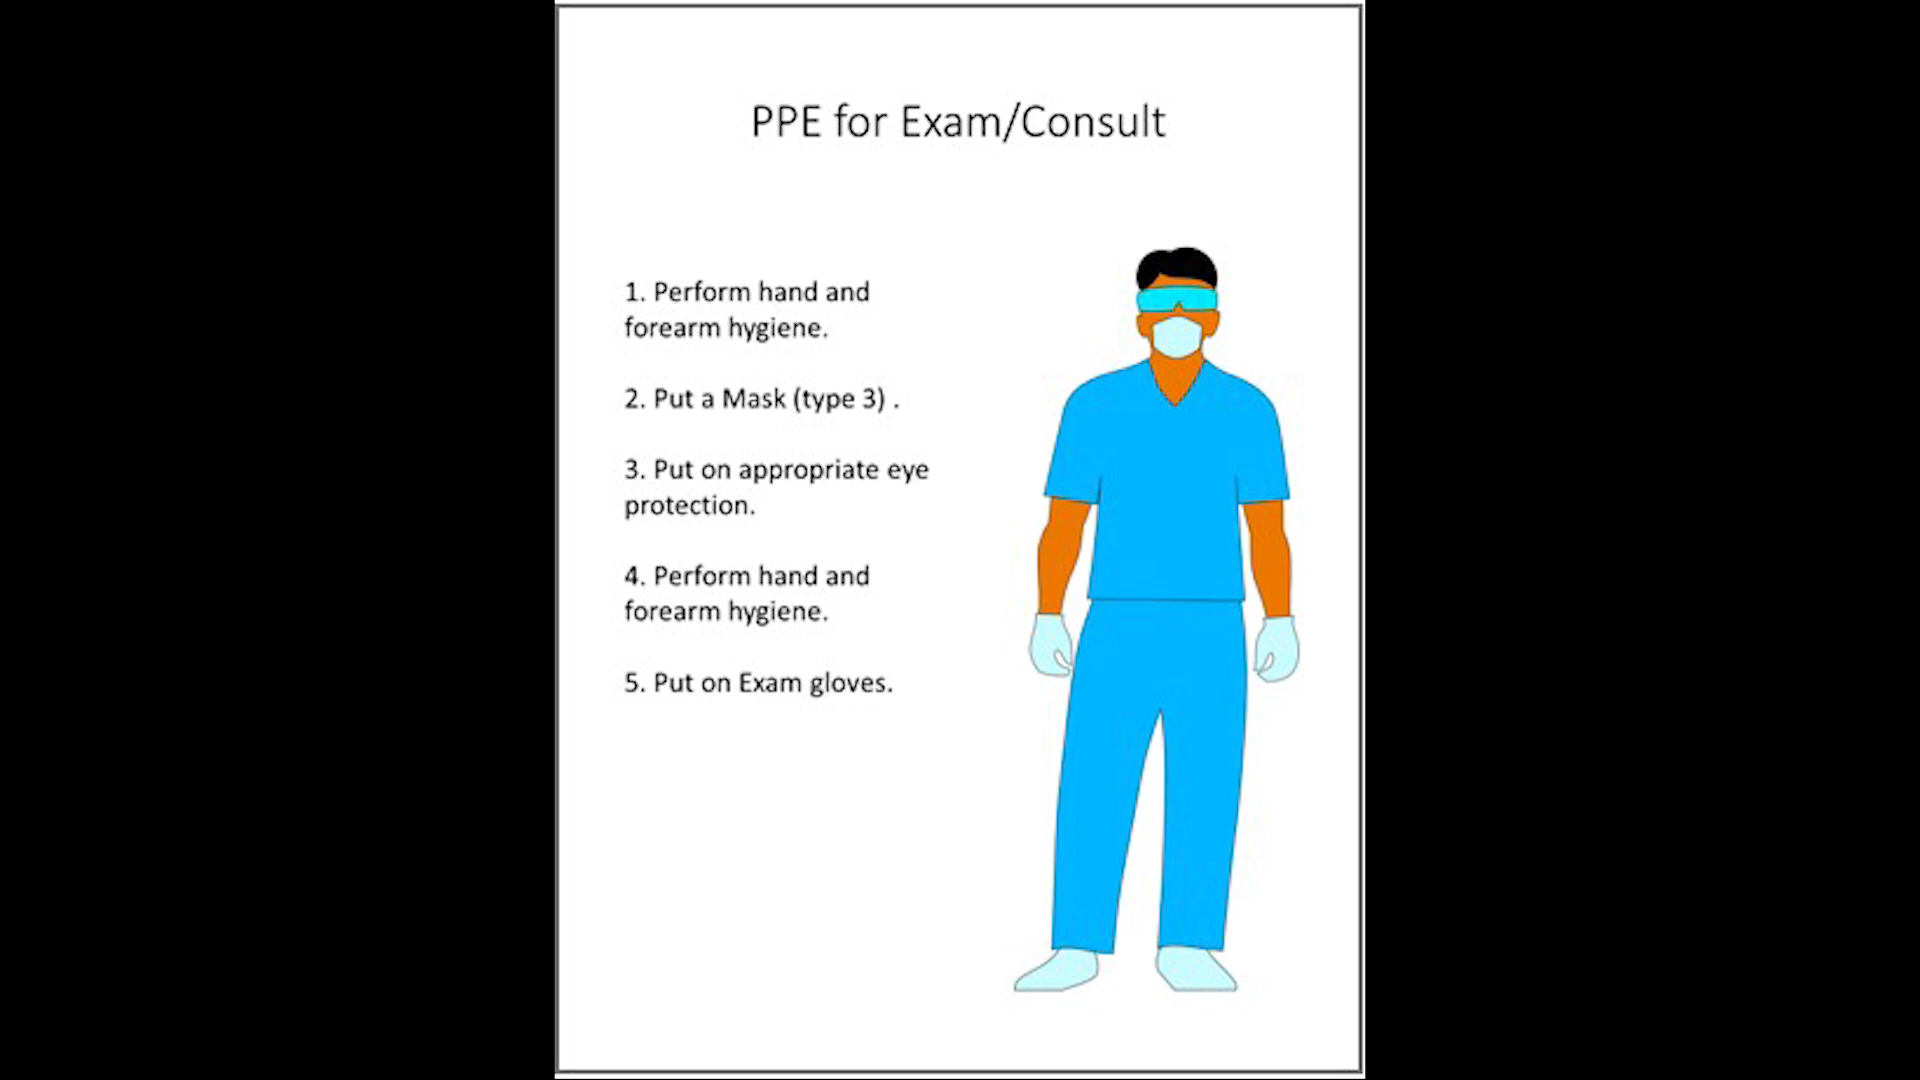 PPE for Exam/Consult
1. Perform hand and
forearm hygiene.
2. Put a Mask (type 3) .
3. Put on appropriate eye
protection.
4. Perform hand and
forearm hygiene.
5. Put on Exam gloves.